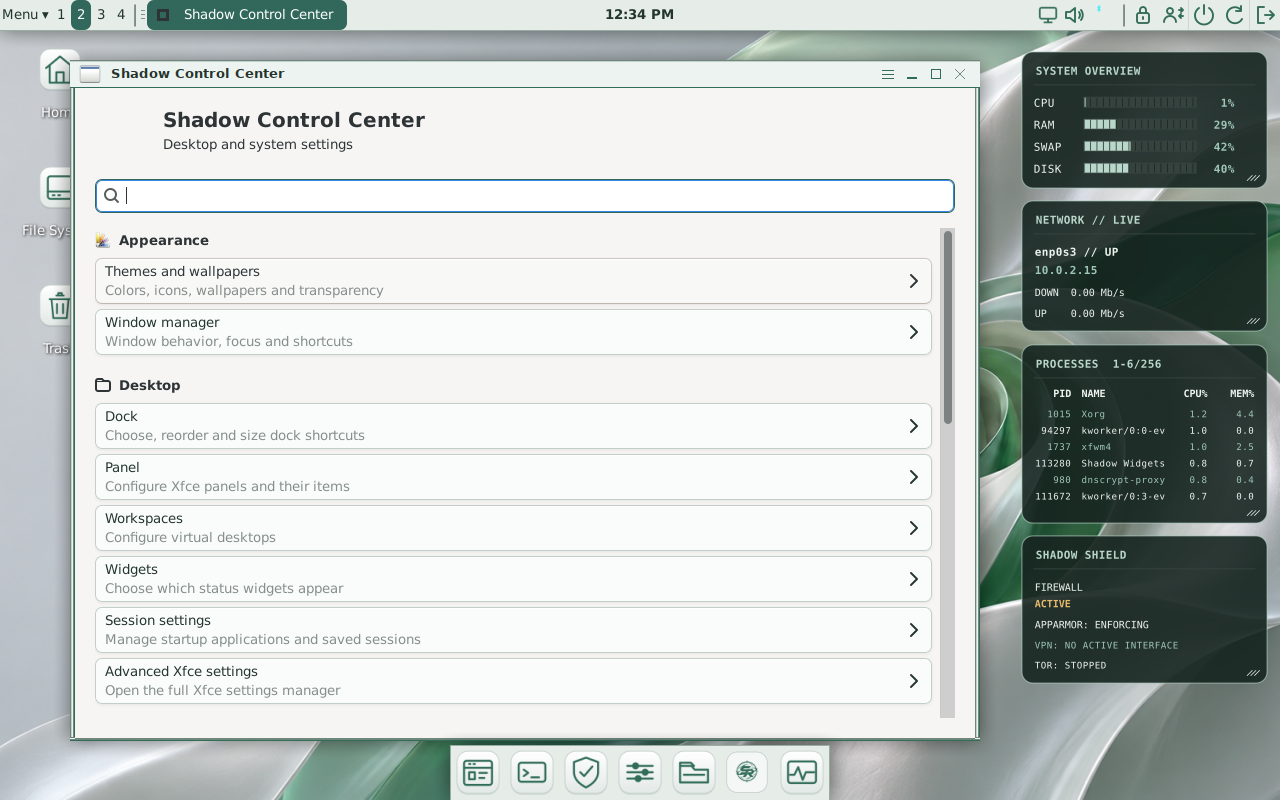 Menu ▾ 1 2 3 4 Shadow Control Center 12:34 PM
Home
File Sys
Tras
Shadow Control Center
Shadow Control Center
Desktop and system settings
Appearance
Themes and wallpapers
Colors, icons, wallpapers and transparency
Window manager
Window behavior, focus and shortcuts
Desktop
Dock
Choose, reorder and size dock shortcuts
Panel
Configure Xfce panels and their items
Workspaces
Configure virtual desktops
Widgets
Choose which status widgets appear
Session settings
Manage startup applications and saved sessions
Advanced Xfce settings
Open the full Xfce settings manager
SYSTEM OVERVIEW
CPU 1%
RAM 29%
SWAP 42%
DISK 40%
NETWORK // LIVE
enp0s3 // UP
10.0.2.15
DOWN 0.00 Mb/s
UP 0.00 Mb/s
PROCESSES 1-6/256
PID NAME CPU% MEM%
1015 Xorg 1.2 4.4
94297 kworker/0:0-ev 1.0 0.0
1737 xfwm4 1.0 2.5
113280 Shadow Widgets 0.8 0.7
980 dnscrypt-proxy 0.8 0.4
111672 kworker/0:3-ev 0.7 0.0
SHADOW SHIELD
FIREWALL
ACTIVE
APPARMOR: ENFORCING
VPN: NO ACTIVE INTERFACE
TOR: STOPPED